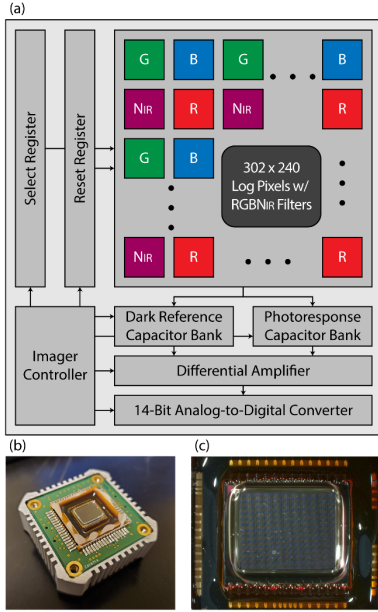 (a)
G B G B
NIR R NIR R
G B
302 x 240
Log Pixels w/
RGBNIR Filters
NIR R R
Select Register
Reset Register
Imager
Controller
Dark Reference
Capacitor Bank
Photoresponse
Capacitor Bank
Differential Amplifier
14-Bit Analog-to-Digital Converter
(b)
(c)